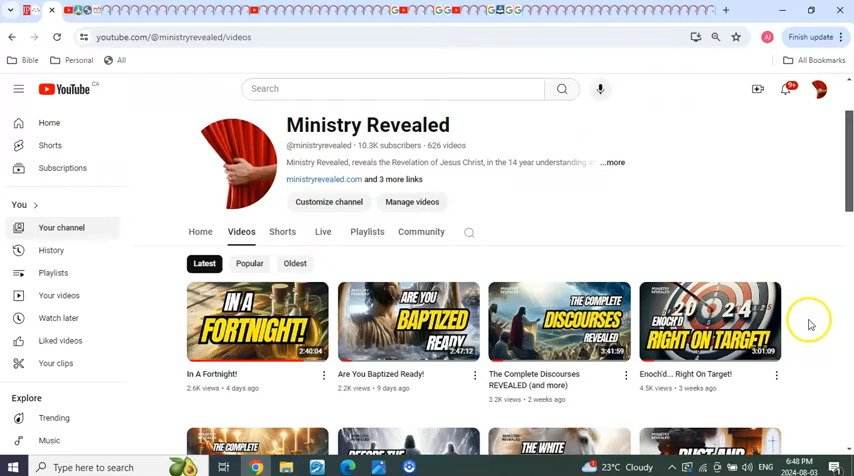 youtube.com/@ministryrevealed/videos
Finish update
Bible
Personal
All
All Bookmarks
YouTube CA
Search
9+
Home
Shorts
Subscriptions
You
Your channel
History
Playlists
Your videos
Watch later
Liked videos
Your clips
Explore
Trending
Music
Ministry Revealed
@ministryrevealed · 10.3K subscribers · 626 videos
Ministry Revealed, reveals the Revelation of Jesus Christ, in the 14 year understanding
...more
ministryrevealed.com and 3 more links
Customize channel
Manage videos
Home
Videos
Shorts
Live
Playlists
Community
Latest
Popular
Oldest
IN A
FORTNIGHT!
2:40:04
In A Fortnight!
2.6K views · 4 days ago
ARE YOU
BAPTIZED
READY
2:47:12
Are You Baptized Ready!
2.2K views · 9 days ago
THE COMPLETE
DISCOURSES
REVEALED
3:41:59
The Complete Discourses
REVEALED (and more)
3.2K views · 2 weeks ago
2024
ENOCH'D
RIGHT ON TARGET!
3:01:09
Enoch'd... Right On Target!
4.5K views · 3 weeks ago
THE COMPLETE
BEFORE THE
THE WHITE
DUST AND
Type here to search
23°C Cloudy
ENG
6:48 PM
2024-08-03